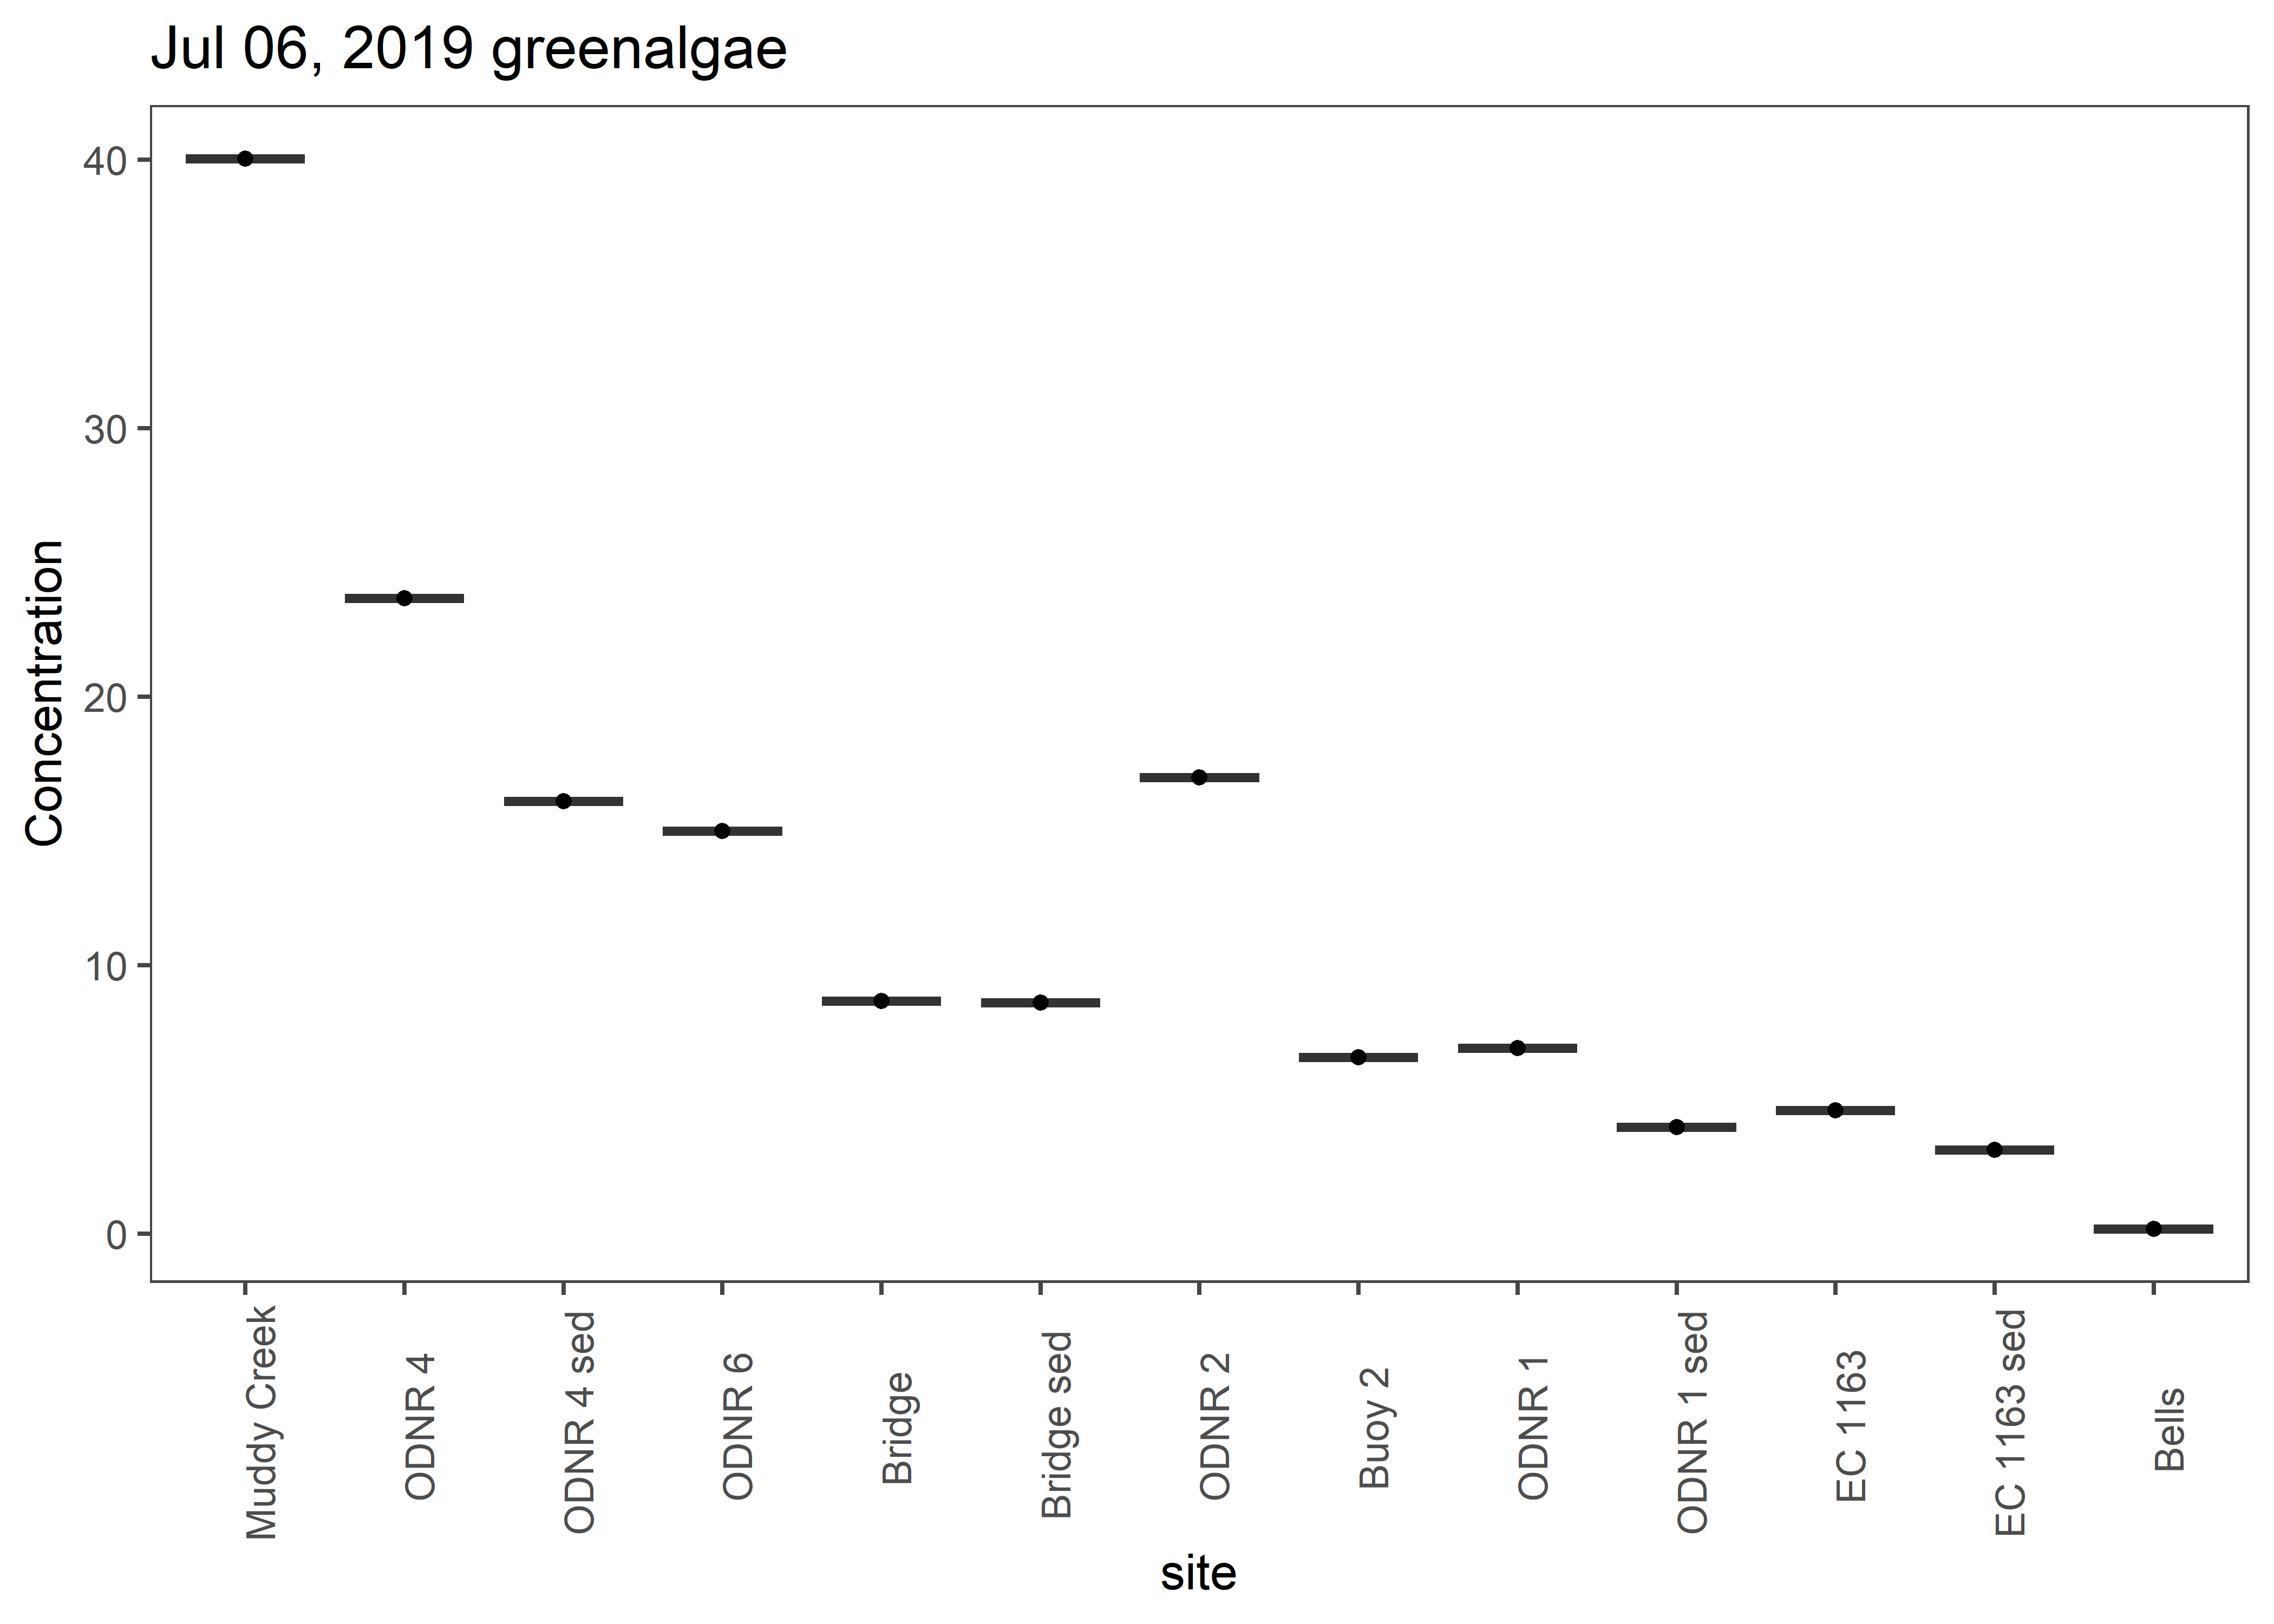 Jul 06, 2019 greenalgae
Concentration
40
30
20
10
0
Muddy Creek
ODNR 4
ODNR 4 sed
ODNR 6
Bridge
Bridge sed
ODNR 2
Buoy 2
ODNR 1
ODNR 1 sed
EC 1163
EC 1163 sed
Bells
site